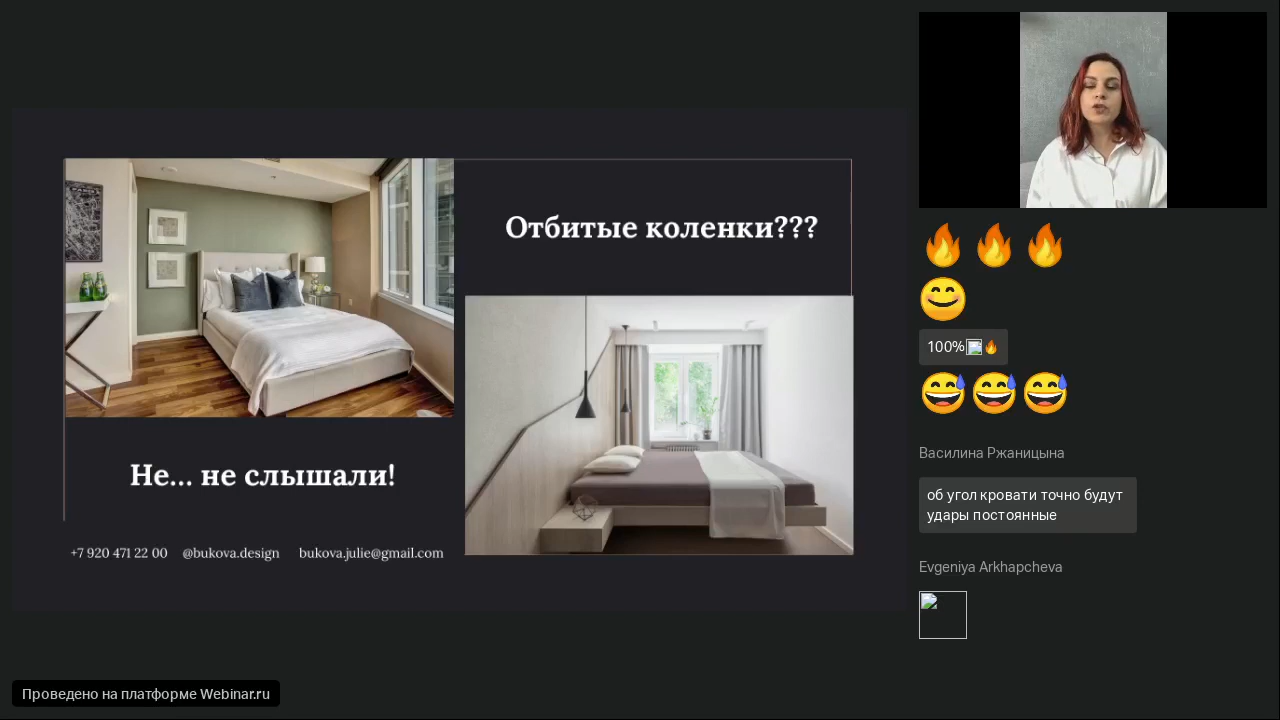 PARIS
Отбитые коленки???
Не... не слышали!
+7 920 471 22 00 @bukova.design bukova.julie@gmail.com
100%
Василина Ржаницына
об угол кровати точно будут
удары постоянные
Evgeniya Arkhapcheva
Проведено на платформе Webinar.ru